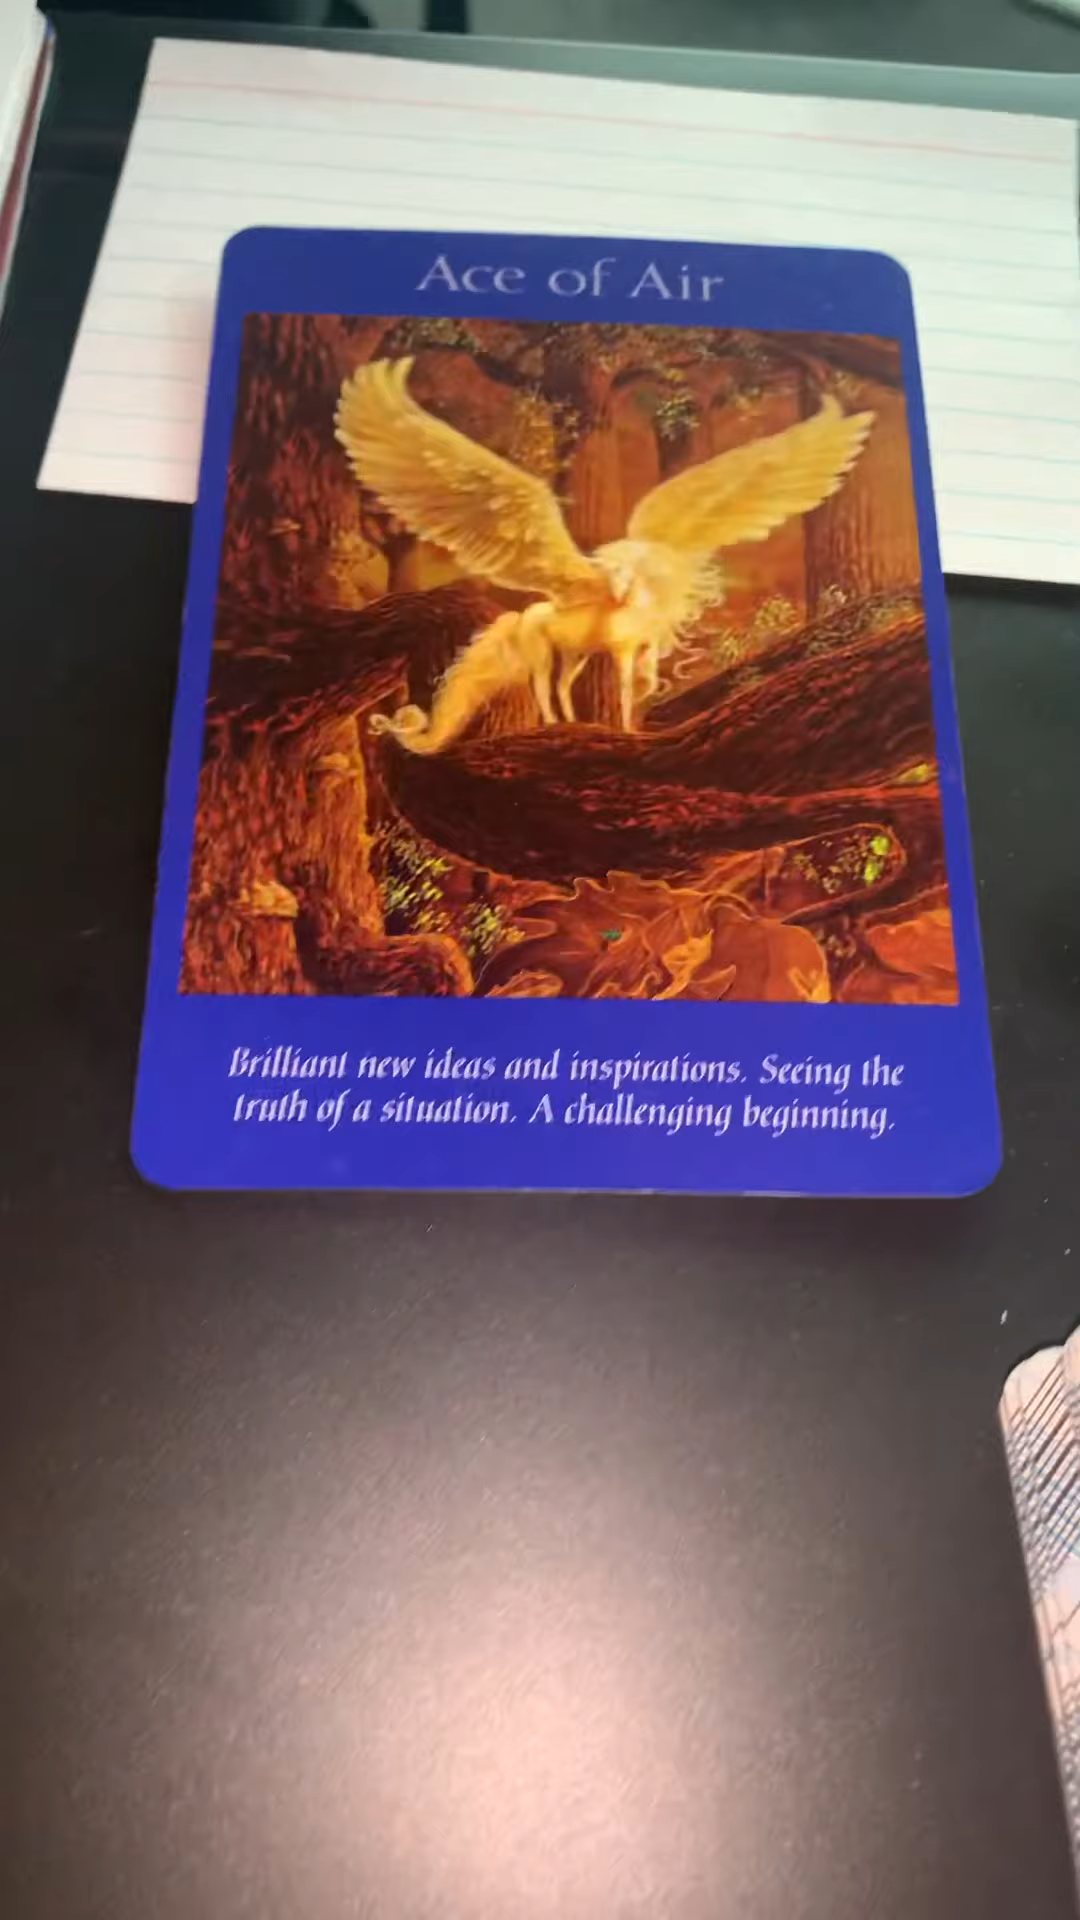 Ace of Air
Brilliant new ideas and inspirations. Seeing the
truth of a situation. A challenging beginning.